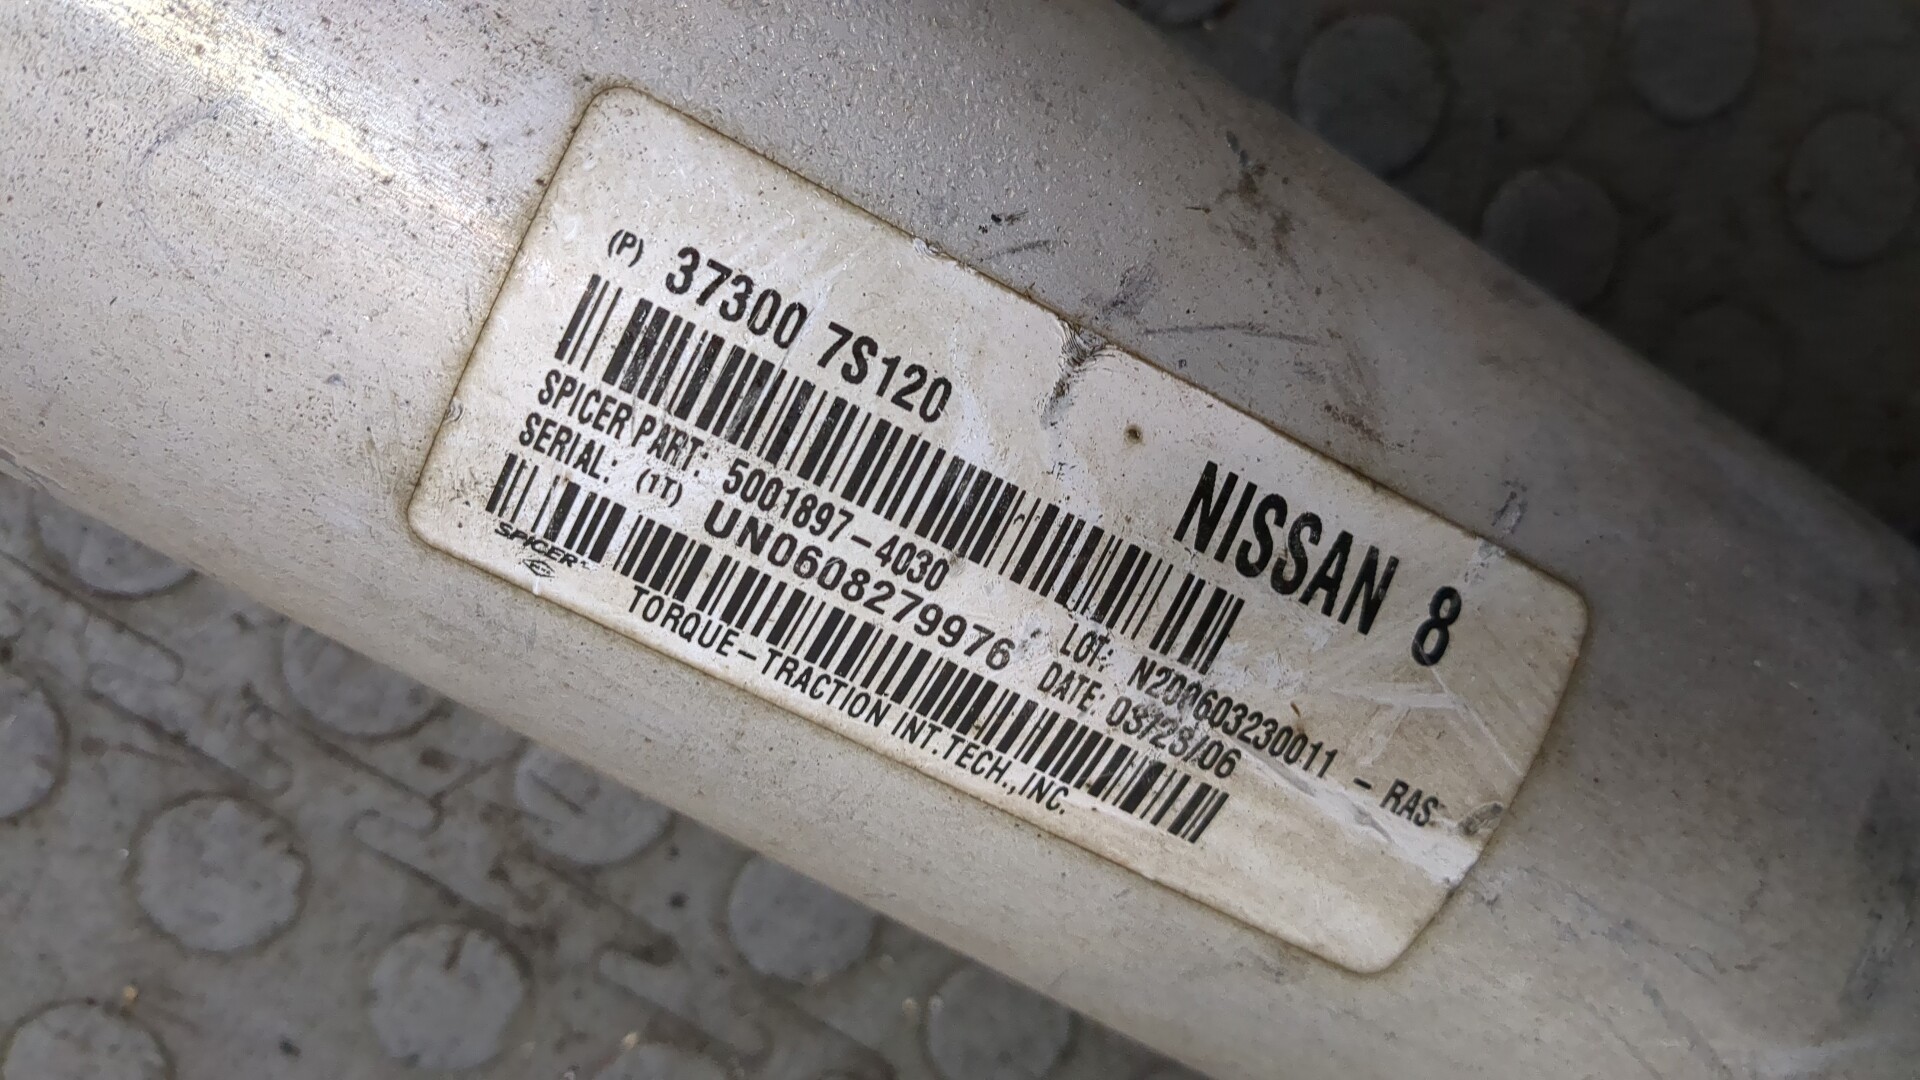 (P) 37300 7S120
NISSAN 8
SPICER PART: 5001897-4030
LOT: N200603230011 - RAS
SERIAL: (1T) UN0608279976
DATE: 03/23/06
SPICER
TORQUE-TRACTION INT.TECH.,INC.